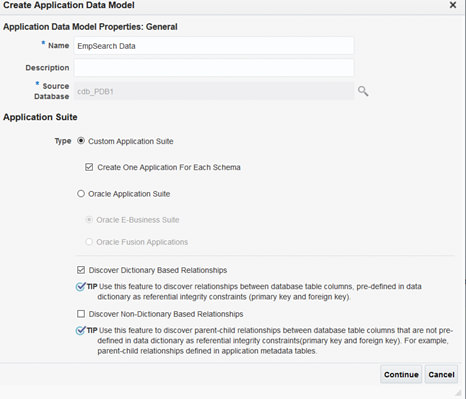 Create Application Data Model
Application Data Model Properties: General
* Name EmpSearch Data
Description
* Source
Database cdb_PDB1
Application Suite
Type Custom Application Suite
Create One Application For Each Schema
Oracle Application Suite
Oracle E-Business Suite
Oracle Fusion Applications
Discover Dictionary Based Relationships
TIP Use this feature to discover relationships between database table columns, pre-defined in data
dictionary as referential integrity constraints (primary key and foreign key).
Discover Non-Dictionary Based Relationships
TIP Use this feature to discover parent-child relationships between database table columns that are not pre-
defined in data dictionary as referential integrity constraints(primary key and foreign key). For example,
parent-child relationships defined in application metadata tables.
Continue Cancel